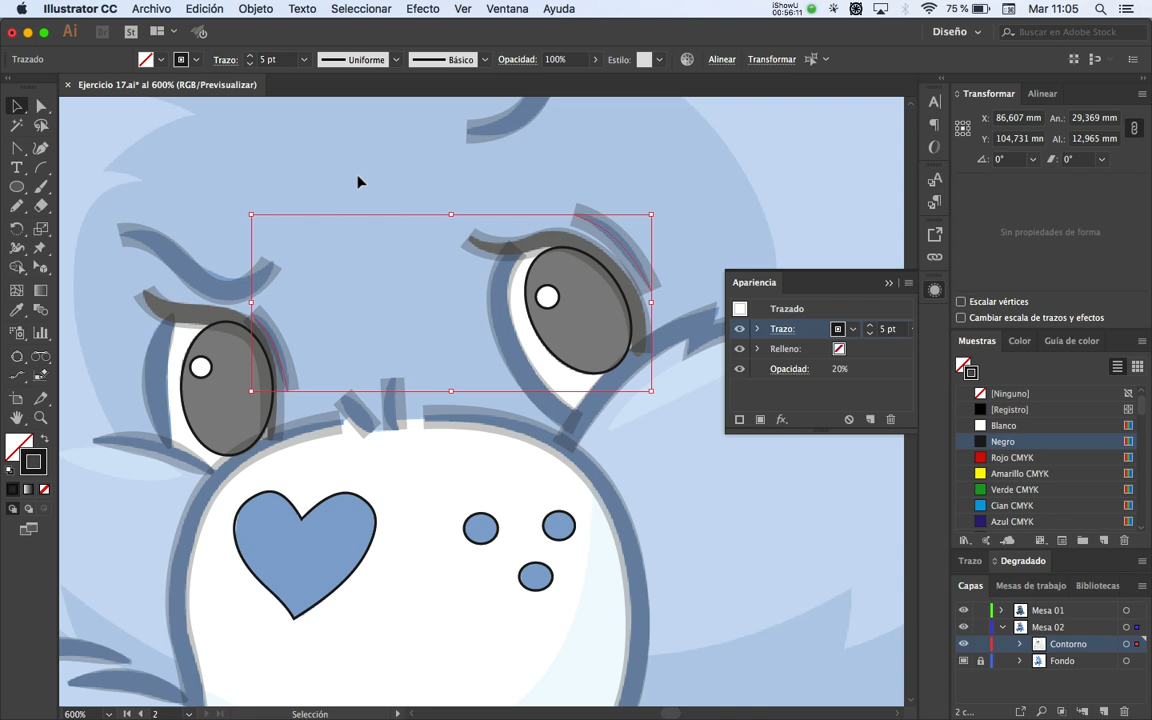 Illustrator CC Archivo Edición Objeto Texto Seleccionar Efecto Ver Ventana Ayuda
iShowU
00:56:11
75 %
Mar 11:05
Ai Br St
Diseño
Buscar en Adobe Stock
Trazado
Trazo: 5 pt
Uniforme
Básico
Opacidad: 100%
Estilo:
Alinear
Transformar
× Ejercicio 17.ai* al 600% (RGB/Previsualizar)
Transformar Alinear
X: 86,607 mm An.: 29,369 mm
Y: 104,731 mm Al.: 12,965 mm
0° 0°
Sin propiedades de forma
Escalar vértices
Cambiar escala de trazos y efectos
Apariencia
Trazado
Trazo: 5 pt
Relleno:
Opacidad: 20%
fx
Muestras Color Guía de color
[Ninguno]
[Registro]
Blanco
Negro
Rojo CMYK
Amarillo CMYK
Verde CMYK
Cian CMYK
Azul CMYK
Trazo Degradado
Capas Mesas de trabajo Bibliotecas
Mesa 01
Mesa 02
Contorno
Fondo
2 c...
600% 2 Selección